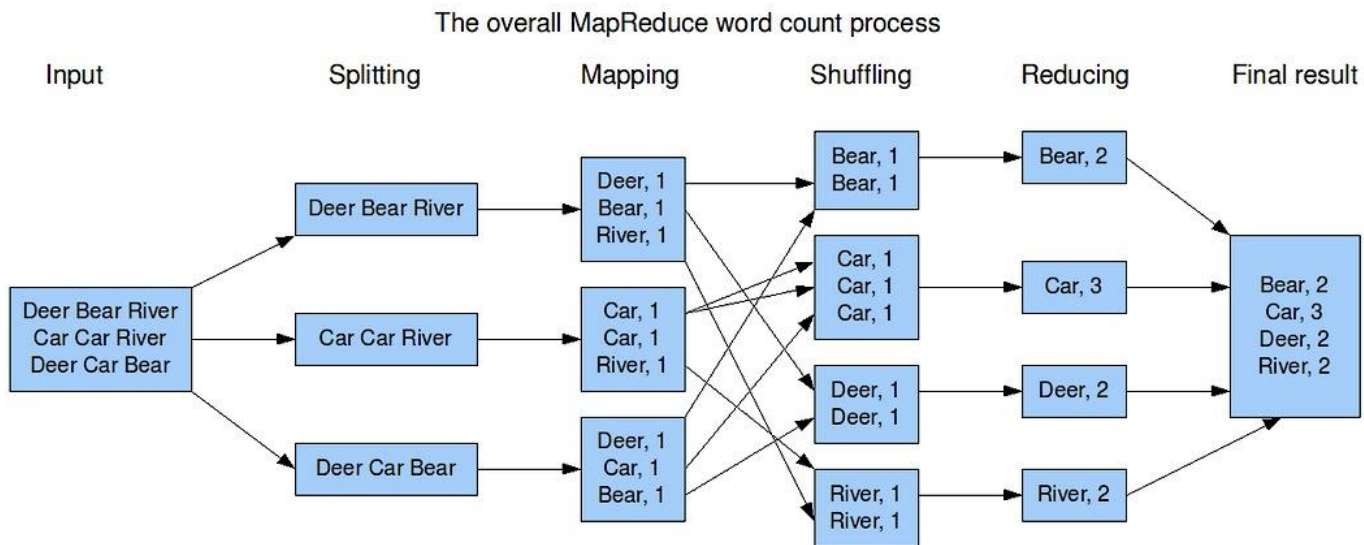 The overall MapReduce word count process
Input
Splitting
Mapping
Shuffling
Reducing
Final result
Deer Bear River
Car Car River
Deer Car Bear
Deer Bear River
Car Car River
Deer Car Bear
Deer, 1
Bear, 1
River, 1
Car, 1
Car, 1
River, 1
Deer, 1
Car, 1
Bear, 1
Bear, 1
Bear, 1
Car, 1
Car, 1
Car, 1
Deer, 1
Deer, 1
River, 1
River, 1
Bear, 2
Car, 3
Deer, 2
River, 2
Bear, 2
Car, 3
Deer, 2
River, 2